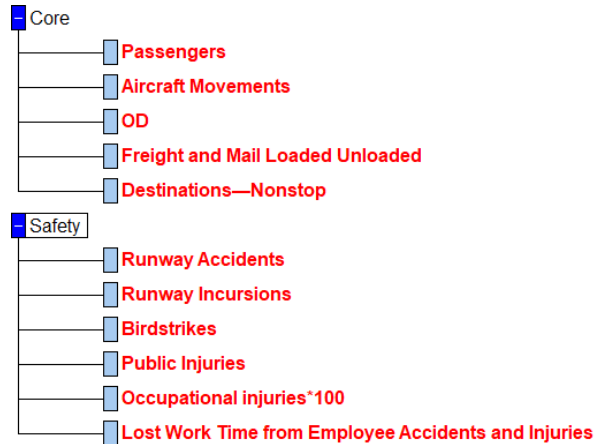 Core
Passengers
Aircraft Movements
OD
Freight and Mail Loaded Unloaded
Destinations—Nonstop
Safety
Runway Accidents
Runway Incursions
Birdstrikes
Public Injuries
Occupational injuries*100
Lost Work Time from Employee Accidents and Injuries